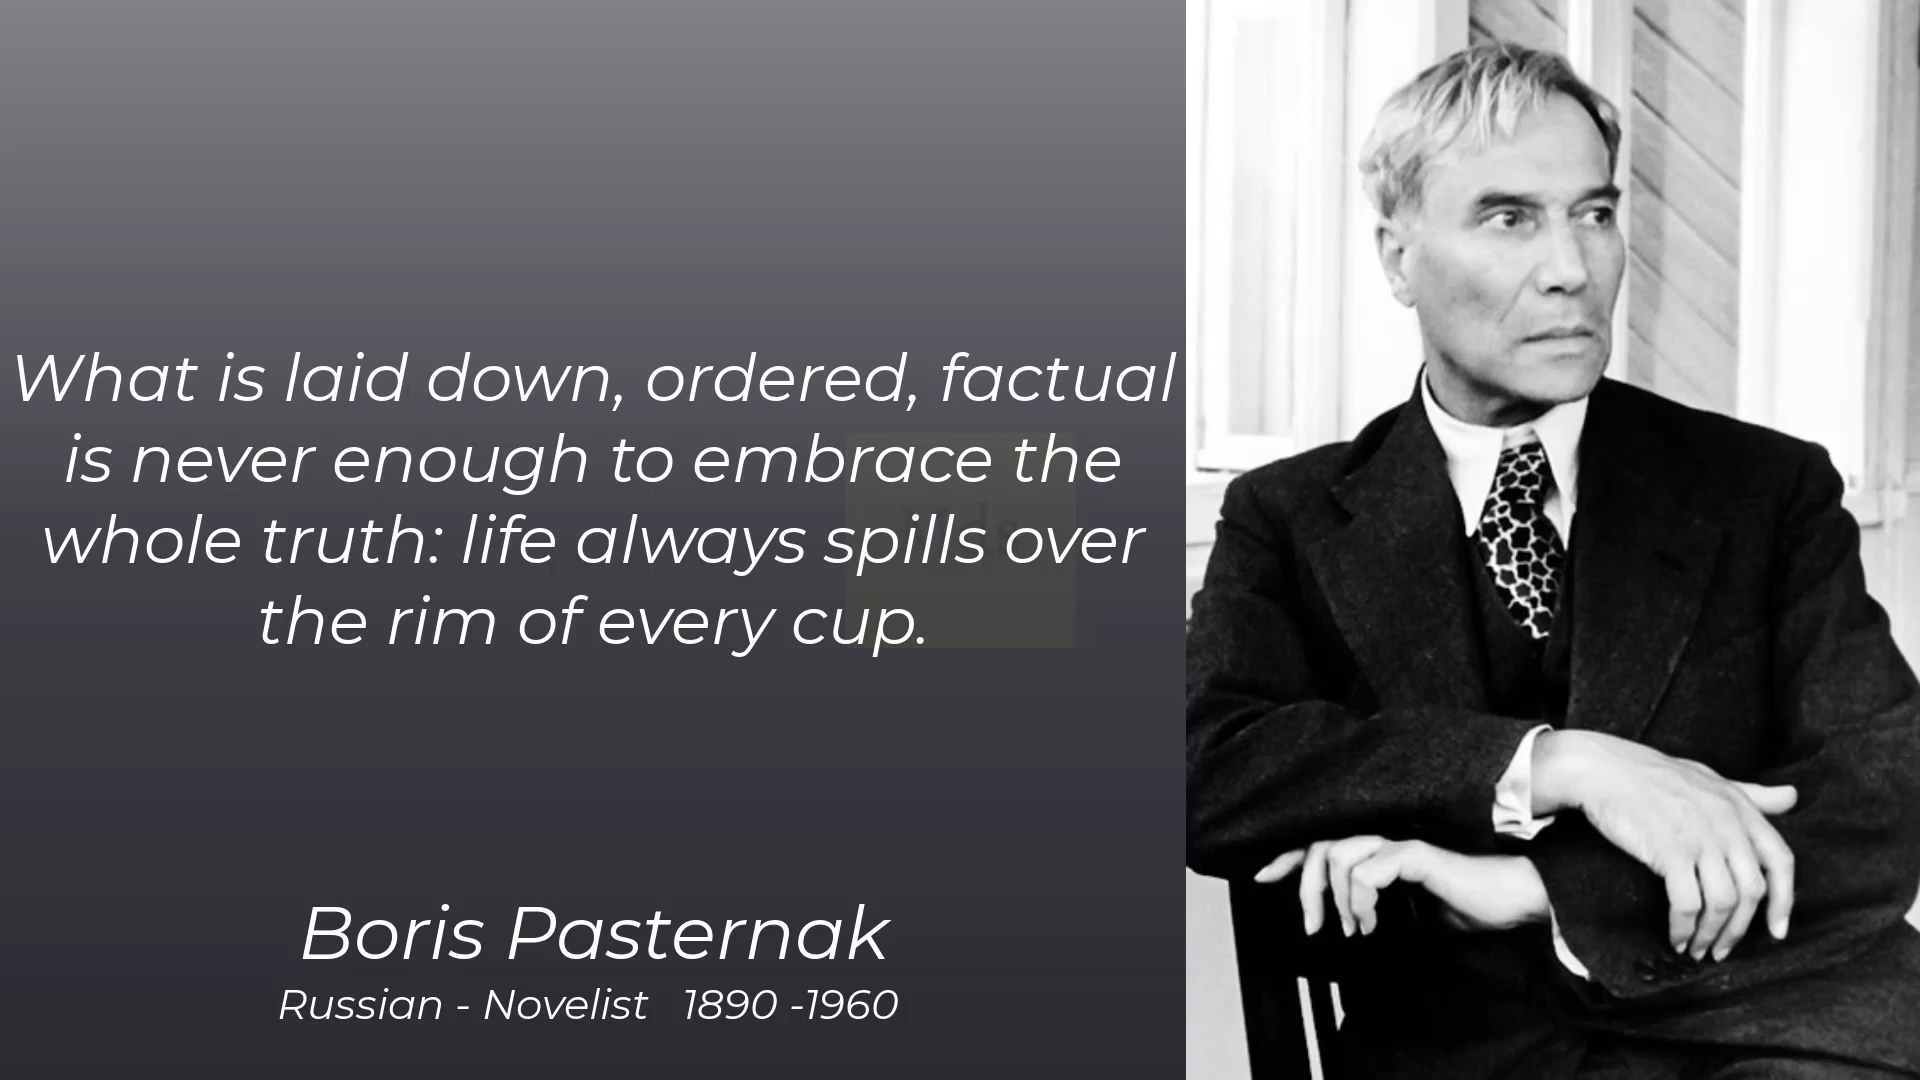 What is laid down, ordered, factual
is never enough to embrace the
whole truth: life always spills over
the rim of every cup.
Boris Pasternak
Russian - Novelist 1890 -1960